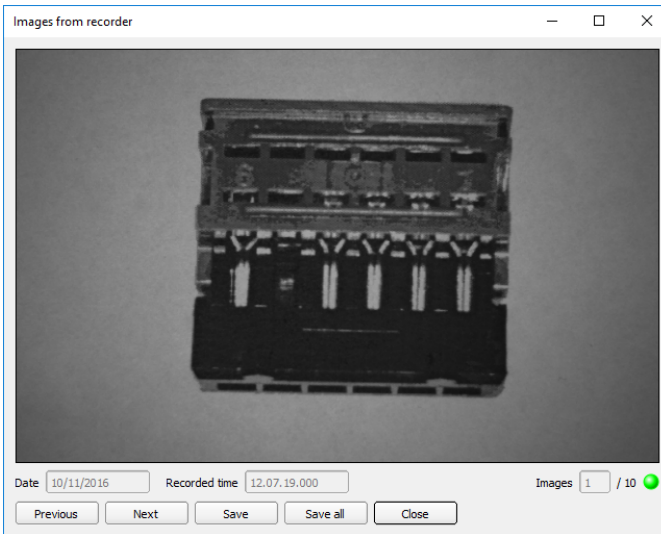 Images from recorder
Date 10/11/2016 Recorded time 12.07.19.000 Images 1 / 10
Previous Next Save Save all Close